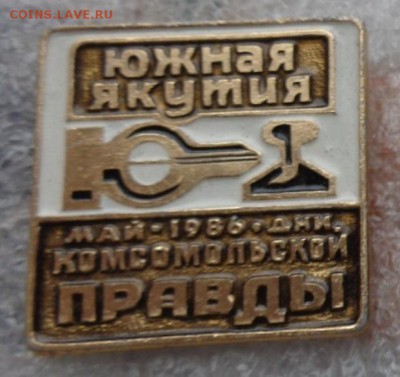 COINS.LAVE.RU
ЮЖНАЯ
ЯКУТИЯ
МАЙ • 1986 • ДНИ.
КОМСОМОЛЬСКОЙ
ПРАВДЫ